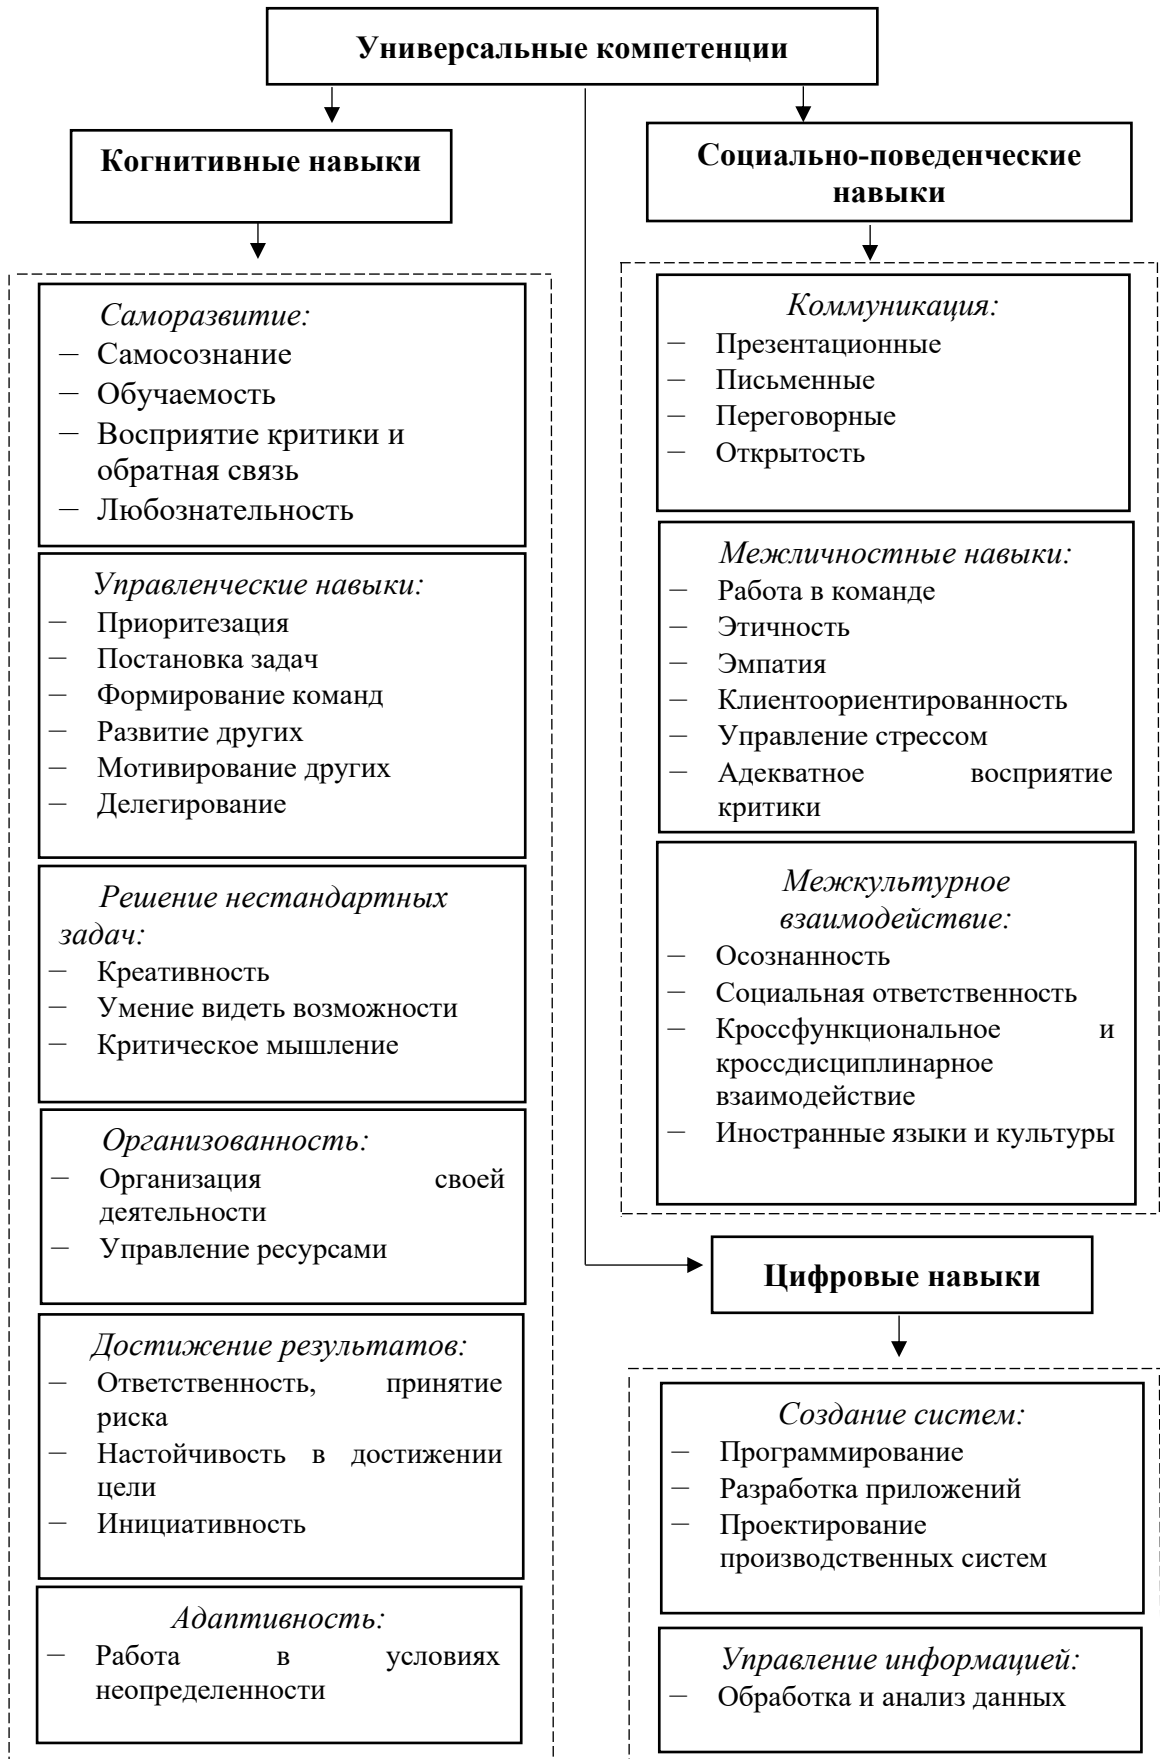 Универсальные компетенции
Когнитивные навыки
Саморазвитие:
— Самосознание
— Обучаемость
— Восприятие критики и
обратная связь
— Любознательность
Управленческие навыки:
— Приоритезация
— Постановка задач
— Формирование команд
— Развитие других
— Мотивирование других
— Делегирование
Решение нестандартных
задач:
— Креативность
— Умение видеть возможности
— Критическое мышление
Организованность:
— Организация своей
деятельности
— Управление ресурсами
Достижение результатов:
— Ответственность, принятие
риска
— Настойчивость в достижении
цели
— Инициативность
Адаптивность:
— Работа в условиях
неопределенности
Социально-поведенческие
навыки
Коммуникация:
— Презентационные
— Письменные
— Переговорные
— Открытость
Межличностные навыки:
— Работа в команде
— Этичность
— Эмпатия
— Клиентоориентированность
— Управление стрессом
— Адекватное восприятие
критики
Межкультурное
взаимодействие:
— Осознанность
— Социальная ответственность
— Кроссфункциональное и
кроссдисциплинарное
взаимодействие
— Иностранные языки и культуры
Цифровые навыки
Создание систем:
— Программирование
— Разработка приложений
— Проектирование
производственных систем
Управление информацией:
— Обработка и анализ данных